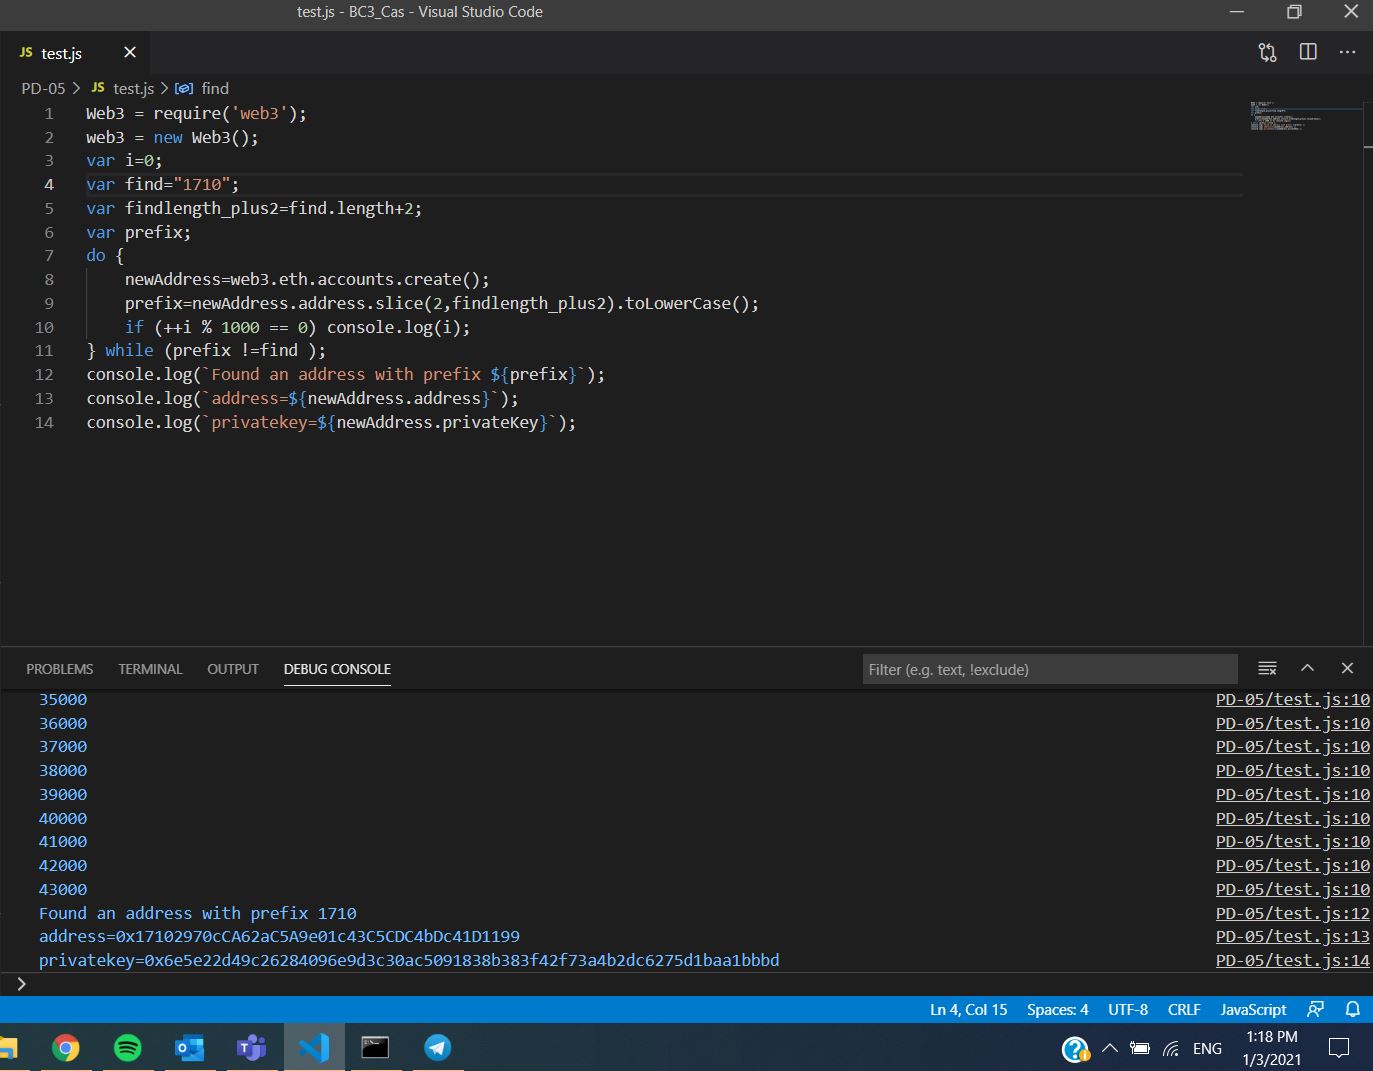 test.js - BC3_Cas - Visual Studio Code
JS test.js
PD-05 > JS test.js > find
1 Web3 = require('web3');
2 web3 = new Web3();
3 var i=0;
4 var find="1710";
5 var findlength_plus2=find.length+2;
6 var prefix;
7 do {
8 newAddress=web3.eth.accounts.create();
9 prefix=newAddress.address.slice(2,findlength_plus2).toLowerCase();
10 if (++i % 1000 == 0) console.log(i);
11 } while (prefix !=find );
12 console.log(`Found an address with prefix ${prefix}`);
13 console.log(`address=${newAddress.address}`);
14 console.log(`privatekey=${newAddress.privateKey}`);
PROBLEMS TERMINAL OUTPUT DEBUG CONSOLE Filter (e.g. text, !exclude)
35000 PD-05/test.js:10
36000 PD-05/test.js:10
37000 PD-05/test.js:10
38000 PD-05/test.js:10
39000 PD-05/test.js:10
40000 PD-05/test.js:10
41000 PD-05/test.js:10
42000 PD-05/test.js:10
43000 PD-05/test.js:10
Found an address with prefix 1710 PD-05/test.js:12
address=0x17102970cCA62aC5A9e01c43C5CDC4bDc41D1199 PD-05/test.js:13
privatekey=0x6e5e22d49c26284096e9d3c30ac5091838b383f42f73a4b2dc6275d1baa1bbbd PD-05/test.js:14
>
Ln 4, Col 15 Spaces: 4 UTF-8 CRLF JavaScript
ENG 1:18 PM
1/3/2021